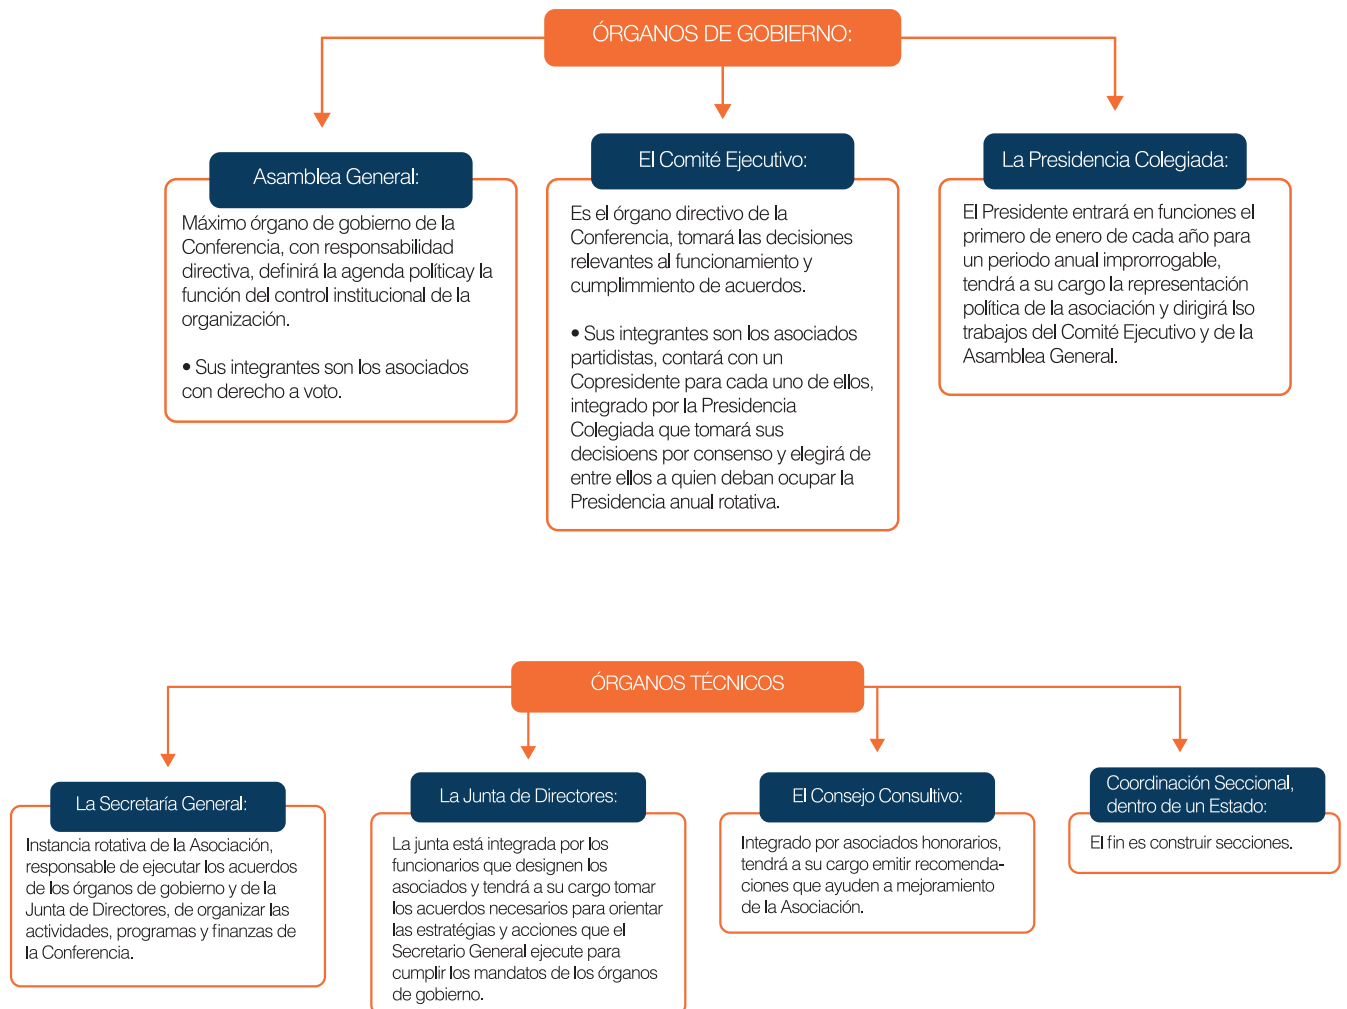 ÓRGANOS DE GOBIERNO:
Asamblea General:
Máximo órgano de gobierno de la
Conferencia, con responsabilidad
directiva, definirá la agenda políticay la
función del control institucional de la
organización.
• Sus integrantes son los asociados
con derecho a voto.
El Comité Ejecutivo:
Es el órgano directivo de la
Conferencia, tomará las decisiones
relevantes al funcionamiento y
cumplimmiento de acuerdos.
• Sus integrantes son los asociados
partidistas, contará con un
Copresidente para cada uno de ellos,
integrado por la Presidencia
Colegiada que tomará sus
decisioens por consenso y elegirá de
entre ellos a quien deban ocupar la
Presidencia anual rotativa.
La Presidencia Colegiada:
El Presidente entrará en funciones el
primero de enero de cada año para
un periodo anual improrrogable,
tendrá a su cargo la representación
política de la asociación y dirigirá lso
trabajos del Comité Ejecutivo y de la
Asamblea General.
ÓRGANOS TÉCNICOS
La Secretaría General:
Instancia rotativa de la Asociación,
responsable de ejecutar los acuerdos
de los órganos de gobierno y de la
Junta de Directores, de organizar las
actividades, programas y finanzas de
la Conferencia.
La Junta de Directores:
La junta está integrada por los
funcionarios que designen los
asociados y tendrá a su cargo tomar
los acuerdos necesarios para orientar
las estratégias y acciones que el
Secretario General ejecute para
cumplir los mandatos de los órganos
de gobierno.
El Consejo Consultivo:
Integrado por asociados honorarios,
tendrá a su cargo emitir recomenda-
ciones que ayuden a mejoramiento
de la Asociación.
Coordinación Seccional,
dentro de un Estado:
El fin es construir secciones.